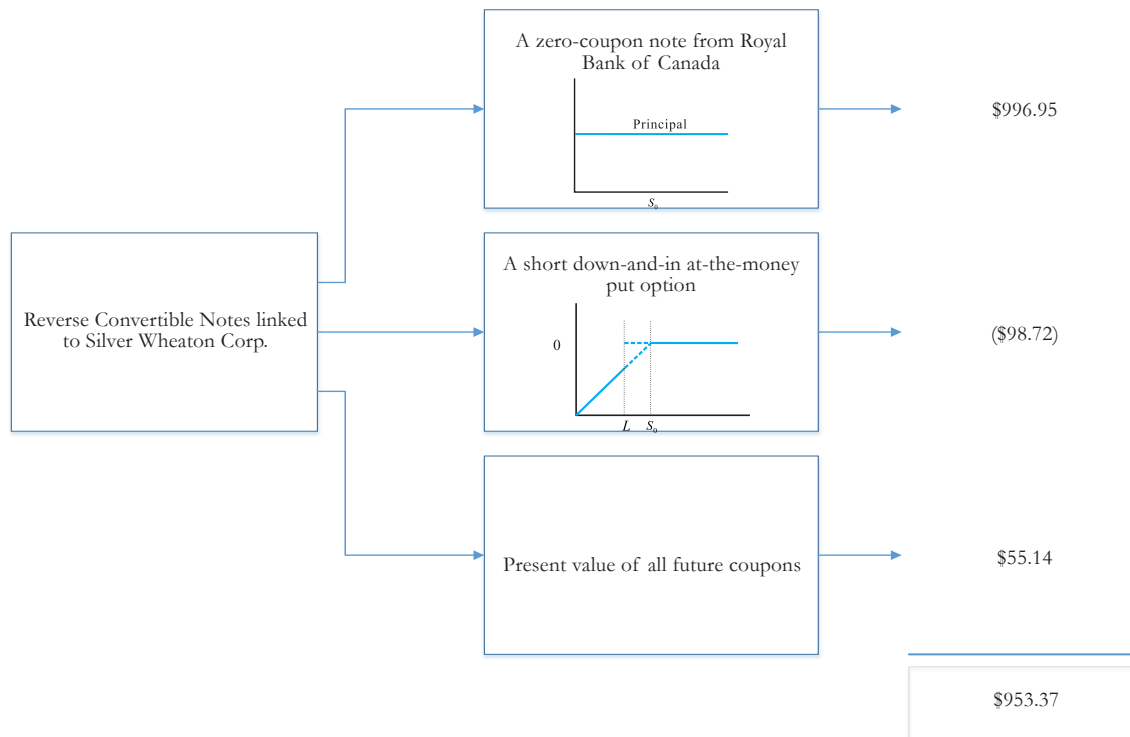 A zero-coupon note from Royal
Bank of Canada
Principal
S₀
$996.95
Reverse Convertible Notes linked
to Silver Wheaton Corp.
A short down-and-in at-the-money
put option
0
L S₀
($98.72)
Present value of all future coupons
$55.14
$953.37